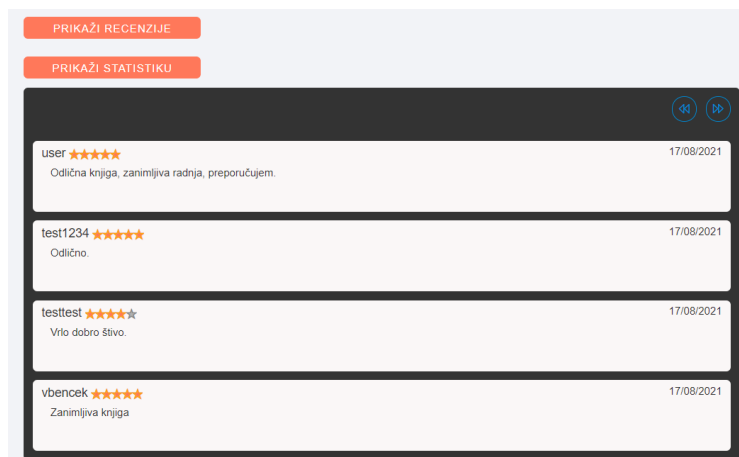 PRIKAŽI RECENZIJE
PRIKAŽI STATISTIKU
user 17/08/2021
Odlična knjiga, zanimljiva radnja, preporučujem.
test1234 17/08/2021
Odlično.
testtest 17/08/2021
Vrlo dobro štivo.
vbencek 17/08/2021
Zanimljiva knjiga